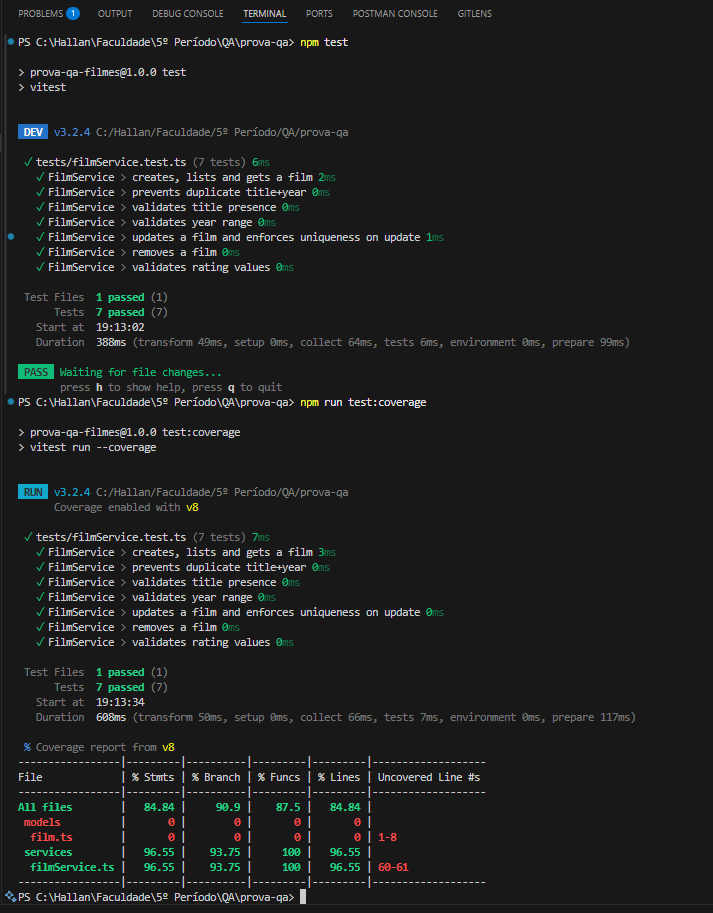 PROBLEMS 1 OUTPUT DEBUG CONSOLE TERMINAL PORTS POSTMAN CONSOLE GITLENS
PS C:\Hallan\Faculdade\5º Período\QA\prova-qa> npm test
> prova-qa-filmes@1.0.0 test
> vitest
DEV v3.2.4 C:/Hallan/Faculdade/5º Período/QA/prova-qa
✓ tests/filmService.test.ts (7 tests) 6ms
✓ FilmService > creates, lists and gets a film 2ms
✓ FilmService > prevents duplicate title+year 0ms
✓ FilmService > validates title presence 0ms
✓ FilmService > validates year range 0ms
✓ FilmService > updates a film and enforces uniqueness on update 1ms
✓ FilmService > removes a film 0ms
✓ FilmService > validates rating values 0ms
Test Files 1 passed (1)
Tests 7 passed (7)
Start at 19:13:02
Duration 388ms (transform 49ms, setup 0ms, collect 64ms, tests 6ms, environment 0ms, prepare 99ms)
PASS Waiting for file changes...
press h to show help, press q to quit
PS C:\Hallan\Faculdade\5º Período\QA\prova-qa> npm run test:coverage
> prova-qa-filmes@1.0.0 test:coverage
> vitest run --coverage
RUN v3.2.4 C:/Hallan/Faculdade/5º Período/QA/prova-qa
Coverage enabled with v8
✓ tests/filmService.test.ts (7 tests) 7ms
✓ FilmService > creates, lists and gets a film 3ms
✓ FilmService > prevents duplicate title+year 0ms
✓ FilmService > validates title presence 0ms
✓ FilmService > validates year range 0ms
✓ FilmService > updates a film and enforces uniqueness on update 0ms
✓ FilmService > removes a film 0ms
✓ FilmService > validates rating values 0ms
Test Files 1 passed (1)
Tests 7 passed (7)
Start at 19:13:34
Duration 608ms (transform 50ms, setup 0ms, collect 66ms, tests 7ms, environment 0ms, prepare 117ms)
% Coverage report from v8
-----------------|---------|----------|---------|---------|-------------------
File | % Stmts | % Branch | % Funcs | % Lines | Uncovered Line #s
-----------------|---------|----------|---------|---------|-------------------
All files | 84.84 | 90.9 | 87.5 | 84.84 |
models | 0 | 0 | 0 | 0 |
film.ts | 0 | 0 | 0 | 0 | 1-8
services | 96.55 | 93.75 | 100 | 96.55 |
filmService.ts | 96.55 | 93.75 | 100 | 96.55 | 60-61
-----------------|---------|----------|---------|---------|-------------------
PS C:\Hallan\Faculdade\5º Período\QA\prova-qa>